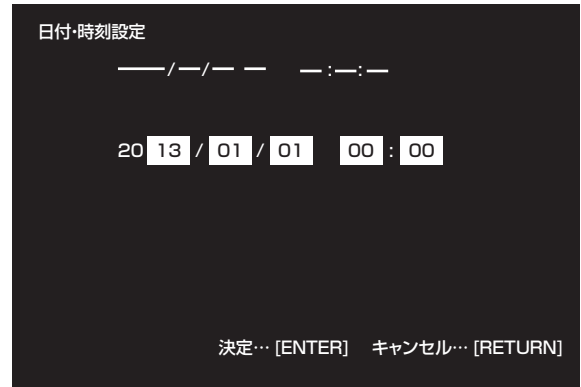 日付・時刻設定
——/—/— — —:—:—
20 13 / 01 / 01 00 : 00
決定… [ENTER] キャンセル… [RETURN]